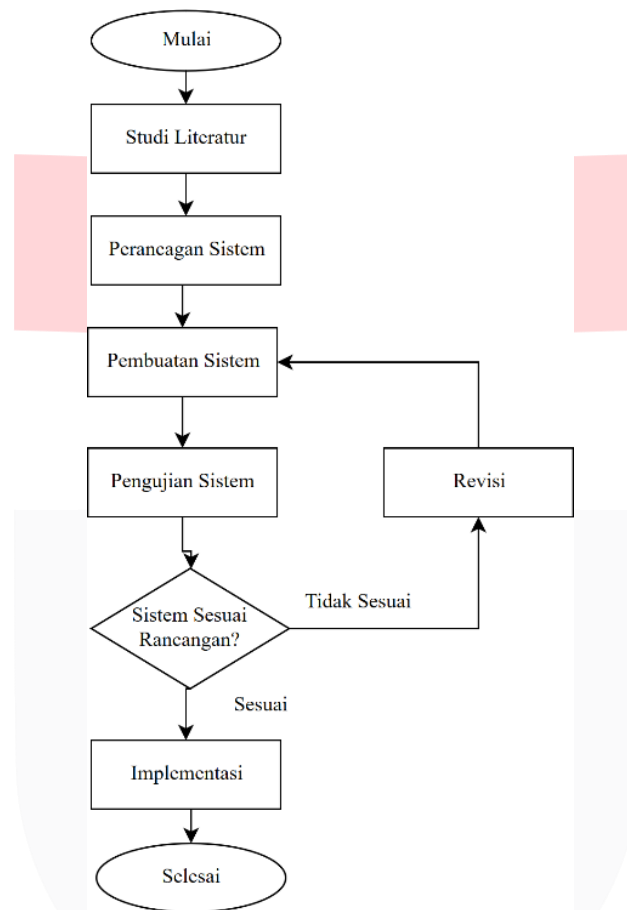 Mulai
Studi Literatur
Perancagan Sistem
Pembuatan Sistem
Pengujian Sistem
Revisi
Sistem Sesuai
Rancangan?
Tidak Sesuai
Sesuai
Implementasi
Selesai